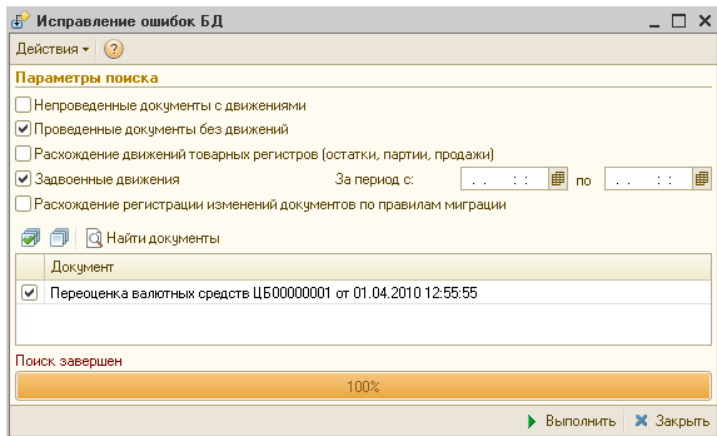 Исправление ошибок БД
Действия ?
Параметры поиска
Непроведенные документы с движениями
Проведенные документы без движений
Расхождение движений товарных регистров (остатки, партии, продажи)
Задвоенные движения За период с: . . : : по . . : :
Расхождение регистрации изменений документов по правилам миграции
Найти документы
Документ
Переоценка валютных средств ЦБ00000001 от 01.04.2010 12:55:55
Поиск завершен
100%
Выполнить Закрыть